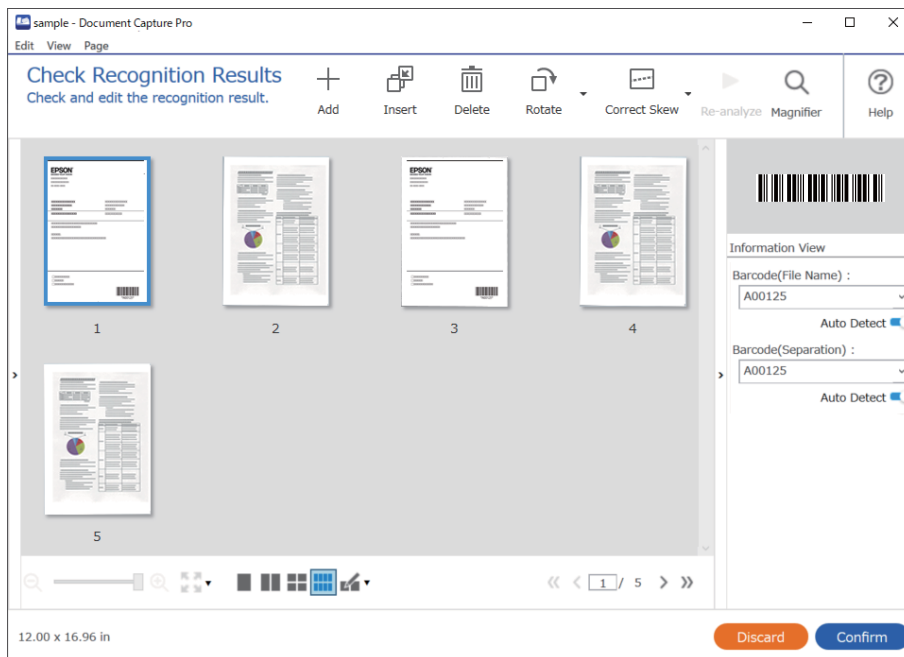 sample - Document Capture Pro
Edit View Page
Check Recognition Results
Check and edit the recognition result.
Add
Insert
Delete
Rotate
Correct Skew
Re-analyze
Magnifier
Help
EPSON
EPSON
1
2
3
4
5
Information View
Barcode(File Name) :
A00125
Auto Detect
Barcode(Separation) :
A00125
Auto Detect
1 / 5
12.00 x 16.96 in
Discard
Confirm